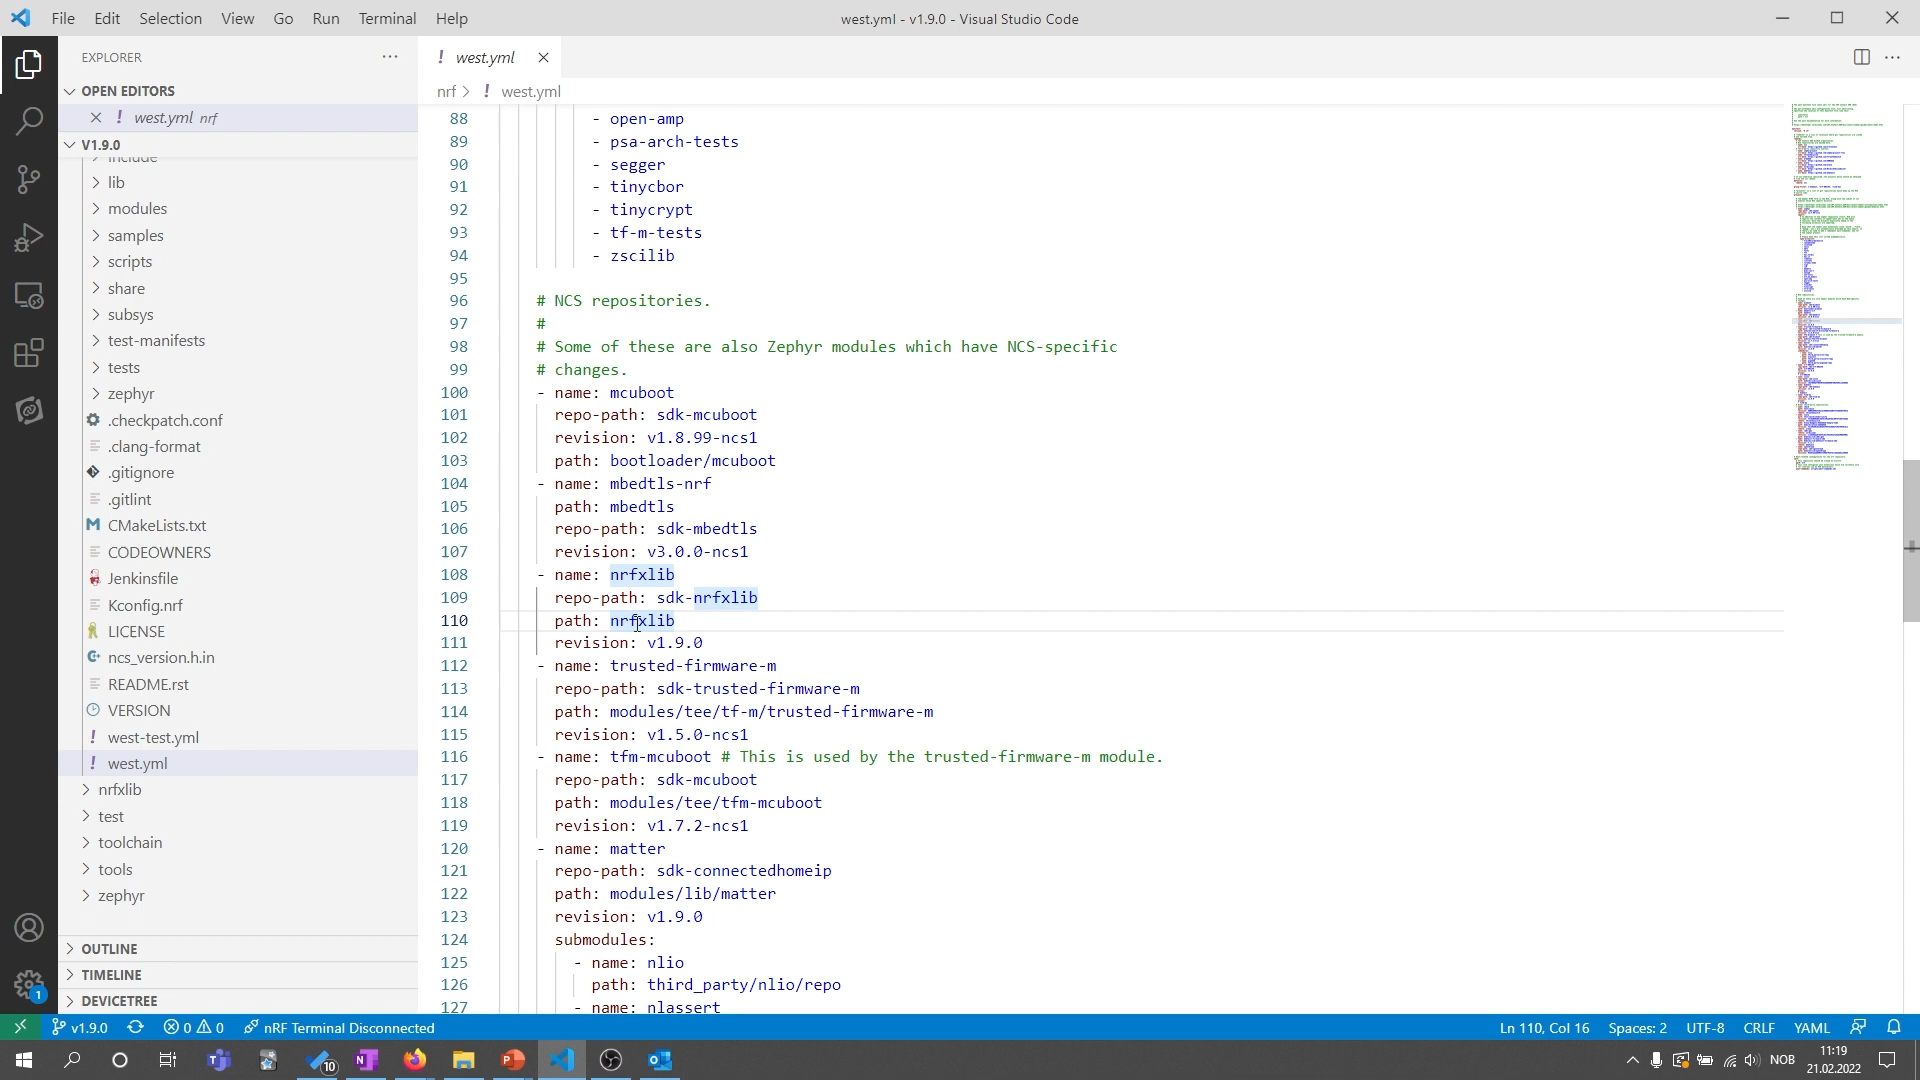 File Edit Selection View Go Run Terminal Help
west.yml - v1.9.0 - Visual Studio Code
EXPLORER
OPEN EDITORS
west.yml nrf
V1.9.0
include
lib
modules
samples
scripts
share
subsys
test-manifests
tests
zephyr
.checkpatch.conf
.clang-format
.gitignore
.gitlint
CMakeLists.txt
CODEOWNERS
Jenkinsfile
Kconfig.nrf
LICENSE
ncs_version.h.in
README.rst
VERSION
west-test.yml
west.yml
nrfxlib
test
toolchain
tools
zephyr
OUTLINE
TIMELINE
DEVICETREE
! west.yml
nrf > ! west.yml
88 - open-amp
89 - psa-arch-tests
90 - segger
91 - tinycbor
92 - tinycrypt
93 - tf-m-tests
94 - zscilib
95
96 # NCS repositories.
97 #
98 # Some of these are also Zephyr modules which have NCS-specific
99 # changes.
100 - name: mcuboot
101 repo-path: sdk-mcuboot
102 revision: v1.8.99-ncs1
103 path: bootloader/mcuboot
104 - name: mbedtls-nrf
105 path: mbedtls
106 repo-path: sdk-mbedtls
107 revision: v3.0.0-ncs1
108 - name: nrfxlib
109 repo-path: sdk-nrfxlib
110 path: nrfxlib
111 revision: v1.9.0
112 - name: trusted-firmware-m
113 repo-path: sdk-trusted-firmware-m
114 path: modules/tee/tf-m/trusted-firmware-m
115 revision: v1.5.0-ncs1
116 - name: tfm-mcuboot # This is used by the trusted-firmware-m module.
117 repo-path: sdk-mcuboot
118 path: modules/tee/tfm-mcuboot
119 revision: v1.7.2-ncs1
120 - name: matter
121 repo-path: sdk-connectedhomeip
122 path: modules/lib/matter
123 revision: v1.9.0
124 submodules:
125 - name: nlio
126 path: third_party/nlio/repo
127 - name: nlassert
1
v1.9.0 0 0 nRF Terminal Disconnected
Ln 110, Col 16 Spaces: 2 UTF-8 CRLF YAML
10
NOB
11:19
21.02.2022